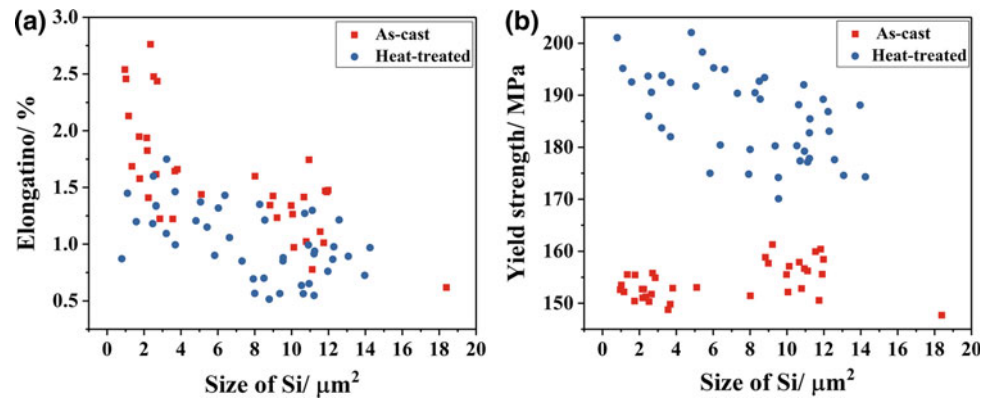 (a)
3.0
2.5
2.0
1.5
1.0
0.5
Elongatino/ %
As-cast
Heat-treated
0 2 4 6 8 10 12 14 16 18 20
Size of Si/ μm²
(b)
200
190
180
170
160
150
Yield strength/ MPa
As-cast
Heat-treated
0 2 4 6 8 10 12 14 16 18 20
Size of Si/ μm²